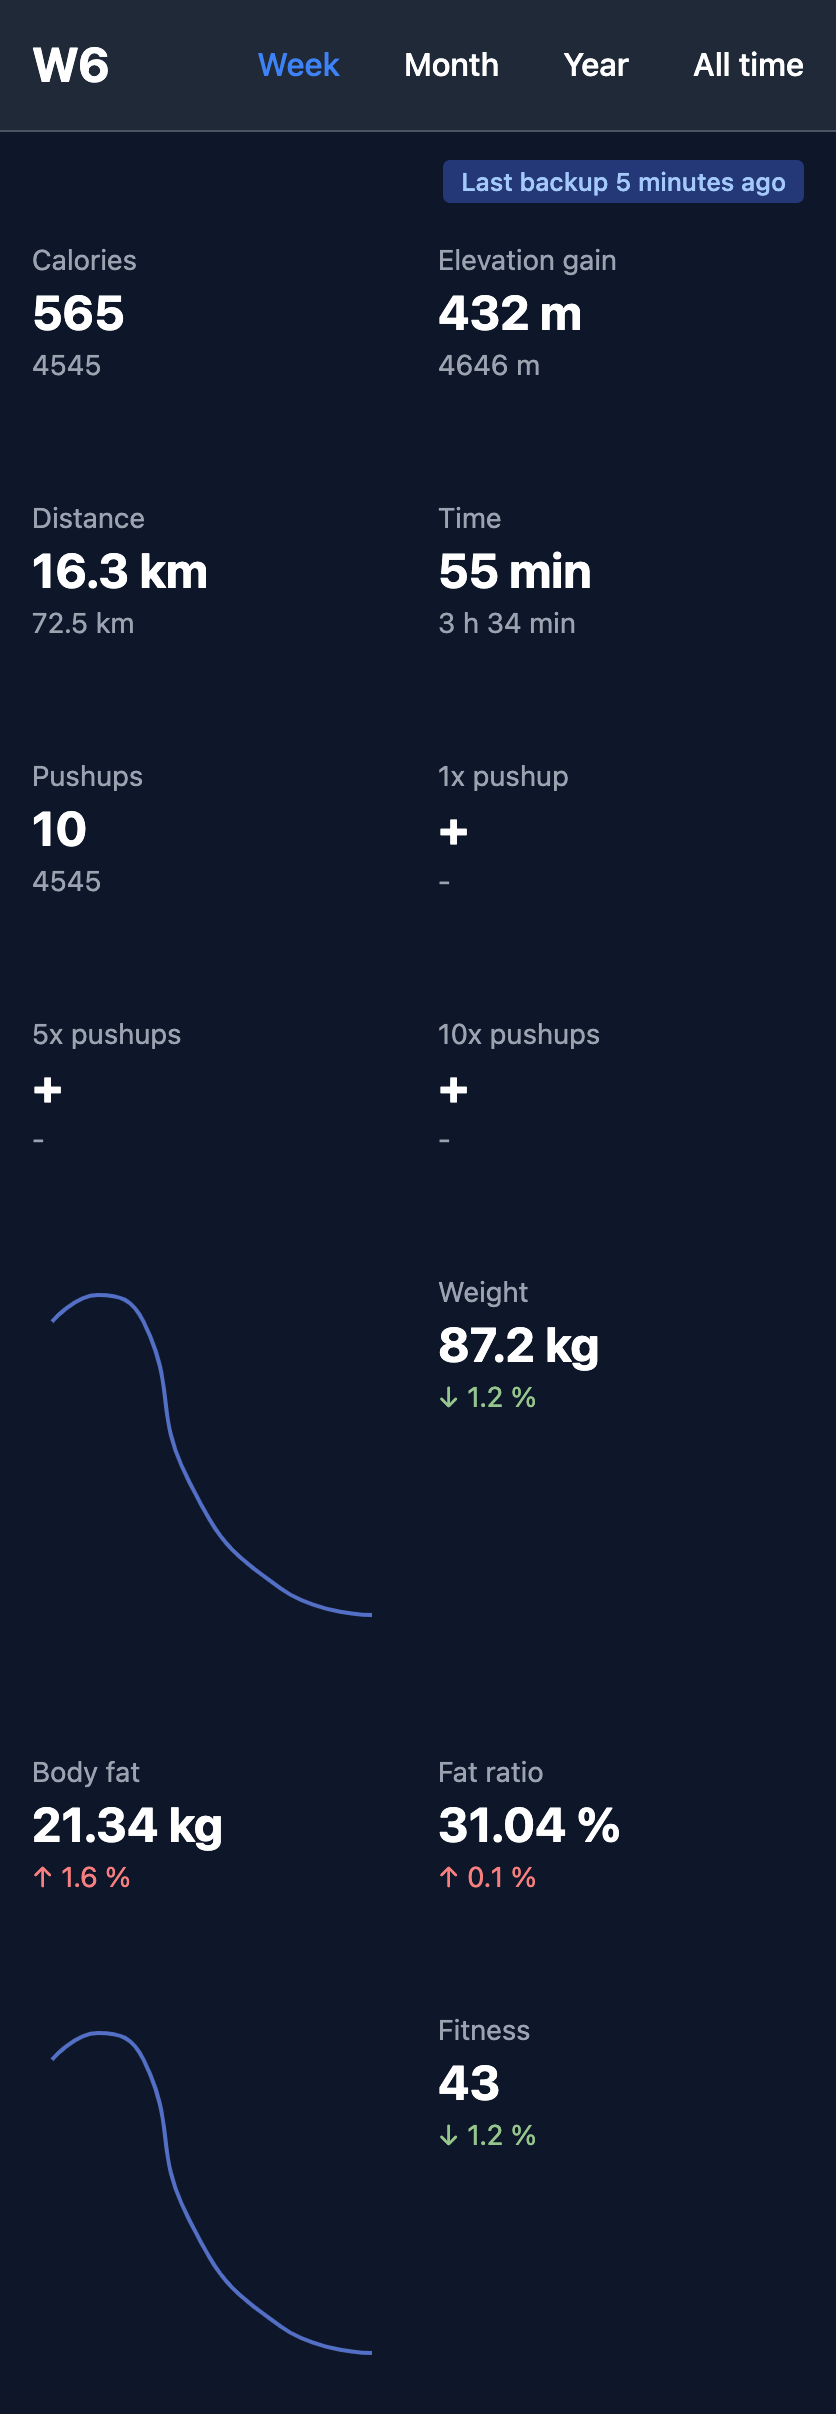 W6
Week
Month
Year
All time
Last backup 5 minutes ago
Calories
565
4545
Elevation gain
432 m
4646 m
Distance
16.3 km
72.5 km
Time
55 min
3 h 34 min
Pushups
10
4545
1x pushup
+
-
5x pushups
+
-
10x pushups
+
-
Weight
87.2 kg
↓ 1.2 %
Body fat
21.34 kg
↑ 1.6 %
Fat ratio
31.04 %
↑ 0.1 %
Fitness
43
↓ 1.2 %